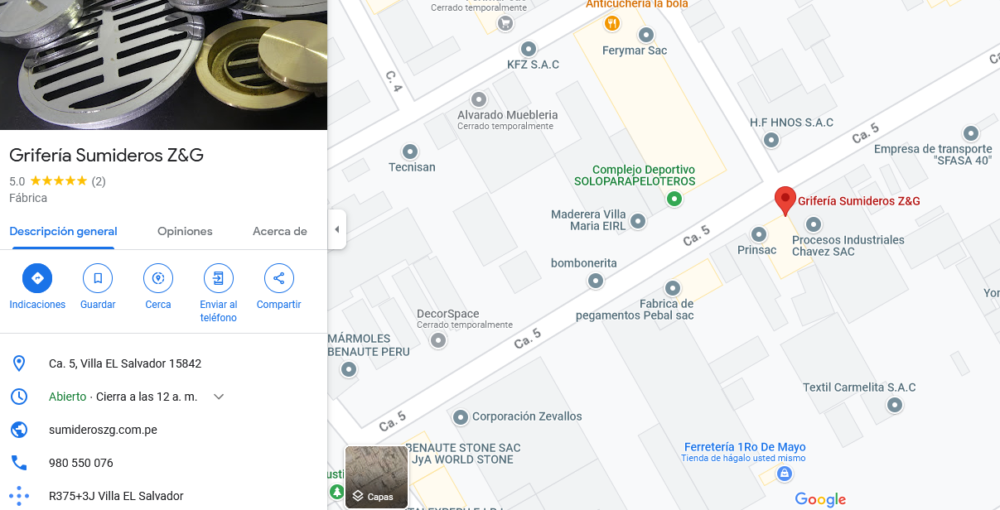 Grifería Sumideros Z&G
5.0 ★★★★★ (2)
Fábrica
Descripción general
Opiniones
Acerca de
Indicaciones
Guardar
Cerca
Enviar al
teléfono
Compartir
Ca. 5, Villa EL Salvador 15842
Abierto · Cierra a las 12 a. m.
sumideroszg.com.pe
980 550 076
R375+3J Villa EL Salvador
Cerrado temporalmente
Anticucheria la bola
Ferymar Sac
KFZ S.A.C
C. 4
Alvarado Muebleria
Cerrado temporalmente
H.F HNOS S.A.C
Ca. 5
Empresa de transporte
"SFASA 40"
Tecnisan
Complejo Deportivo
SOLOPARAPELOTEROS
Grifería Sumideros Z&G
Maderera Villa
Maria EIRL
Ca. 5
Prinsac
Procesos Industriales
Chavez SAC
bombonerita
Fabrica de
pegamentos Pebal sac
DecorSpace
Cerrado temporalmente
Ca. 5
MÁRMOLES
BENAUTE PERU
Textil Carmelita S.A.C
Ca. 5
Corporación Zevallos
BENAUTE STONE SAC
JyA WORLD STONE
Ferretería 1Ro De Mayo
Tienda de hágalo usted mismo
Capas
Google